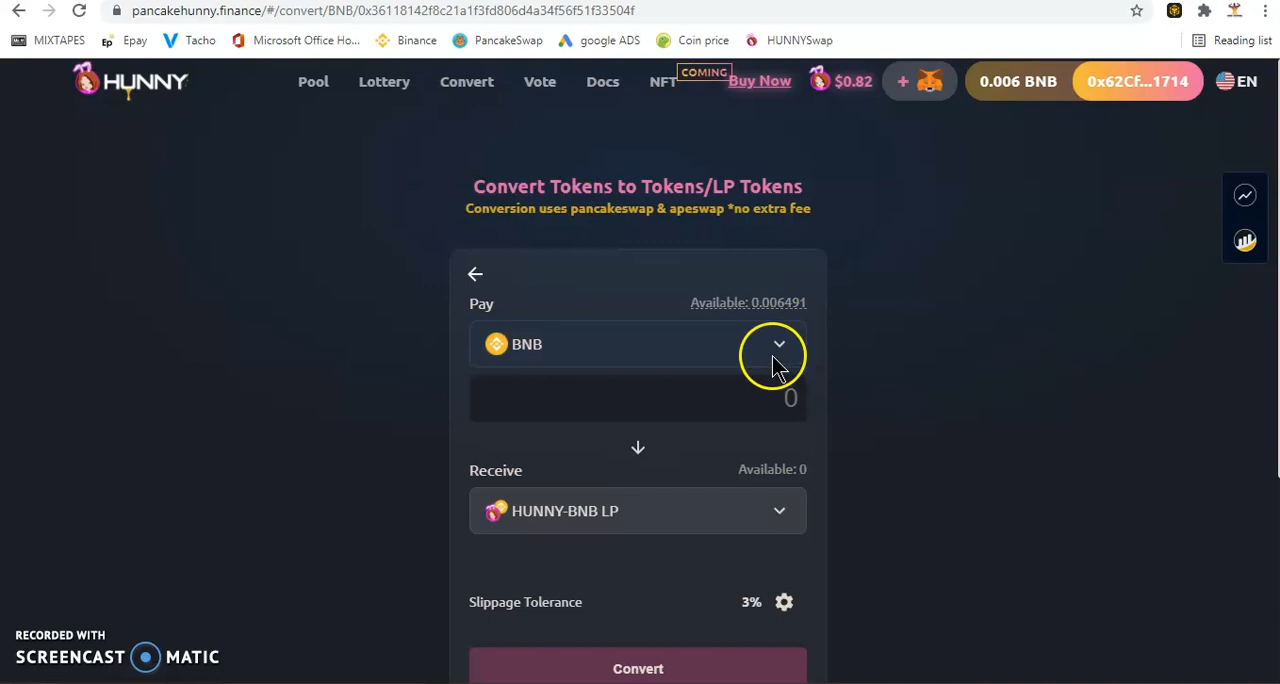 pancakehunny.finance/#/convert/BNB/0x36118142f8c21a1f3fd806d4a34f56f51f33504f
MIXTAPES Ep Epay Tacho Microsoft Office Ho... Binance PancakeSwap google ADS Coin price HUNNYSwap Reading list
HUNNY Pool Lottery Convert Vote Docs NFT COMING Buy Now $0.82 + 0.006 BNB 0x62Cf...1714 EN
Convert Tokens to Tokens/LP Tokens
Conversion uses pancakeswap & apeswap *no extra fee
Pay Available: 0.006491
BNB
0
Receive Available: 0
HUNNY-BNB LP
Slippage Tolerance 3%
Convert
RECORDED WITH
SCREENCAST MATIC